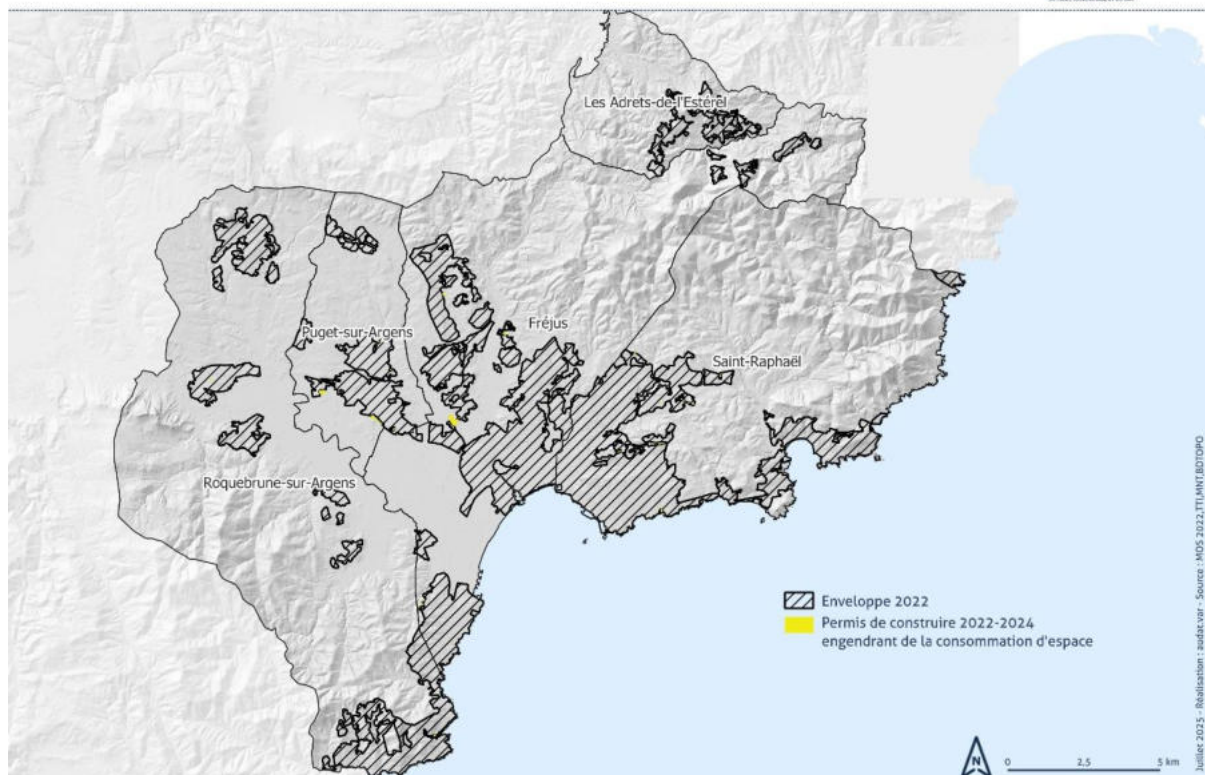 Les Adrets-de-l'Estérel
Puget-sur-Argens
Fréjus
Saint-Raphaël
Roquebrune-sur-Argens
Enveloppe 2022
Permis de construire 2022-2024
engendrant de la consommation d'espace
N
0 2,5 5 km
Juillet 2025 - Réalisation : audat.var - Source : MOS 2022,TTI,MNT,BDTOPO